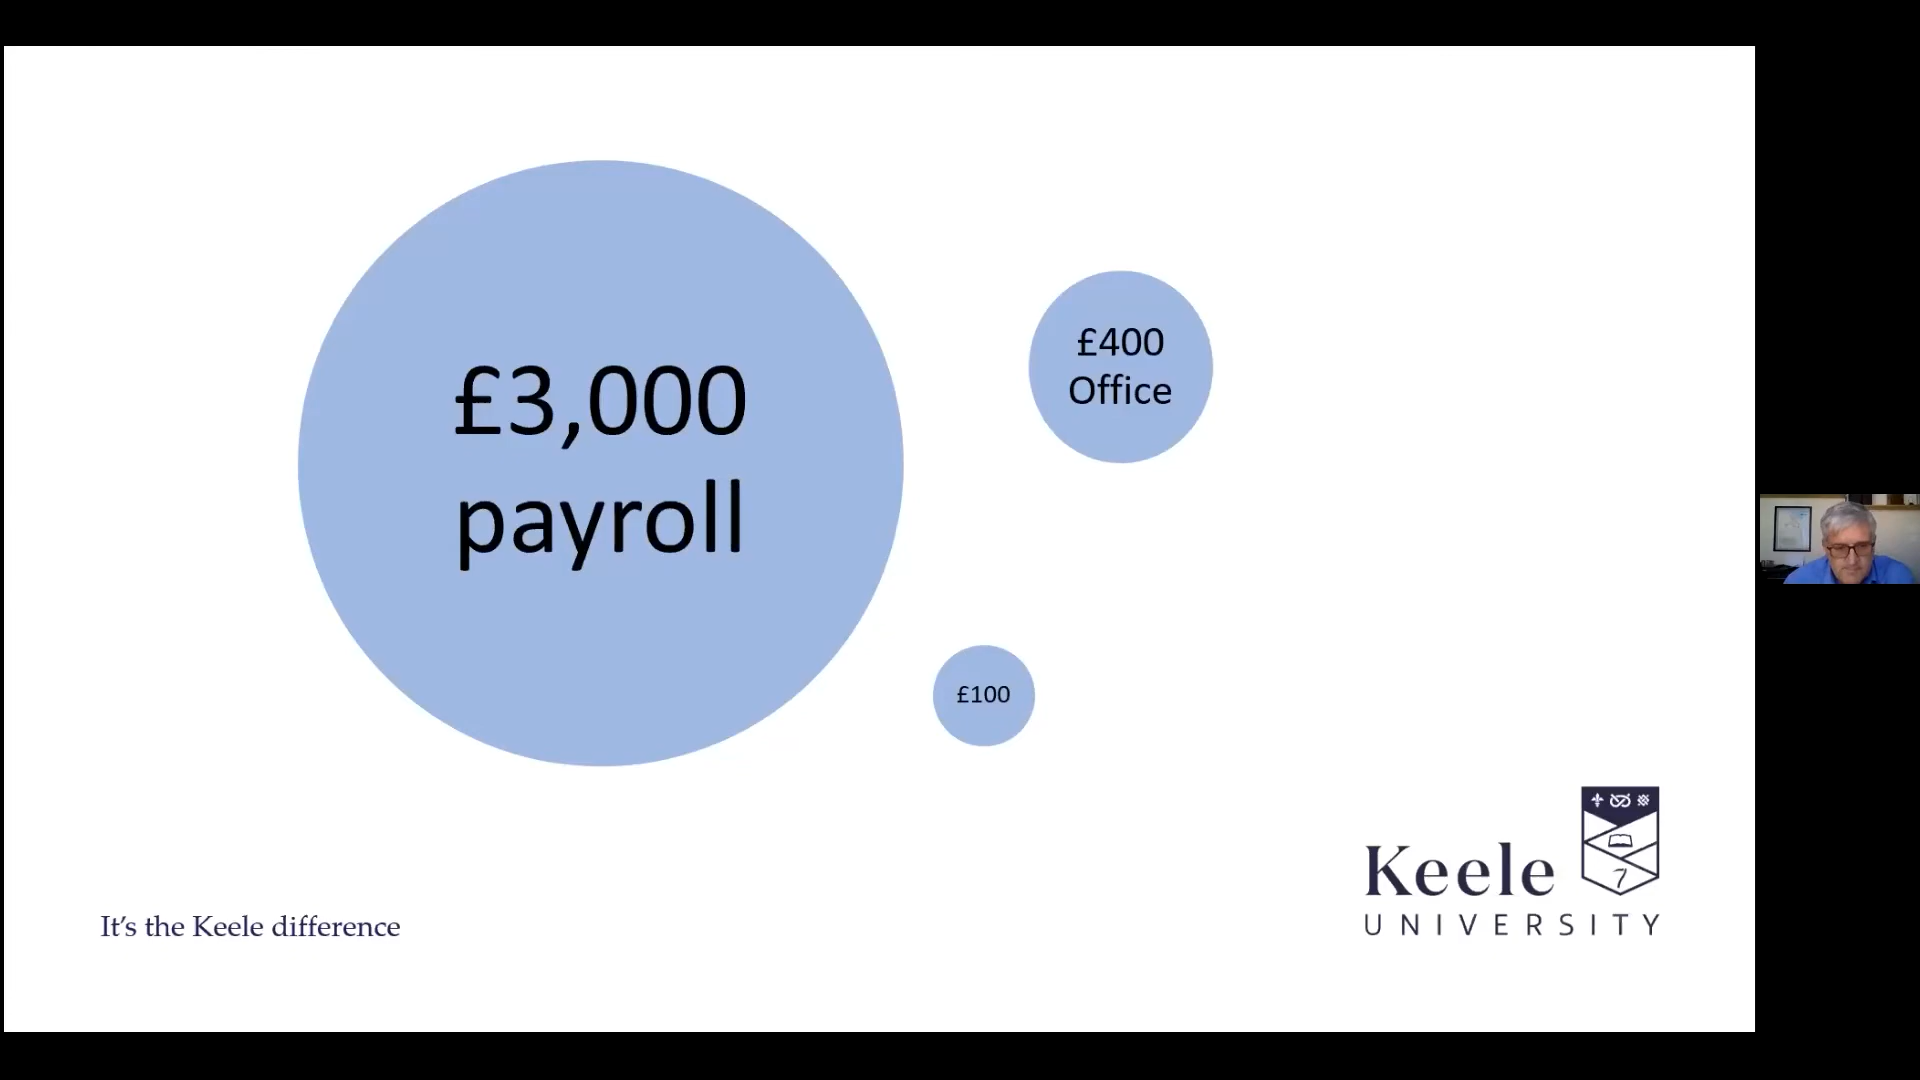 £3,000
payroll
£400
Office
£100
It’s the Keele difference
Keele
UNIVERSITY